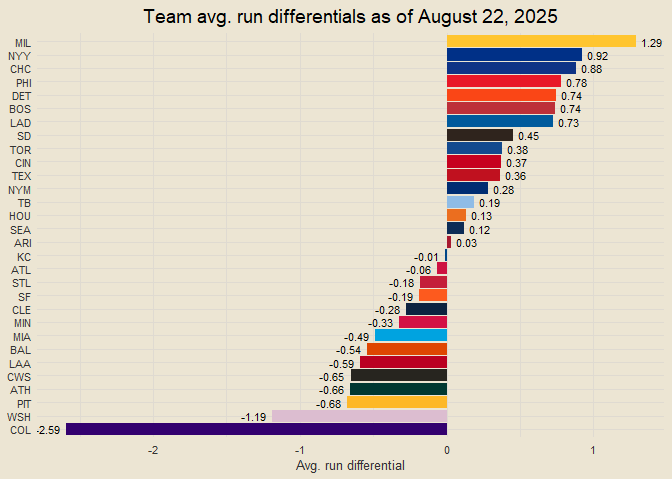 Team avg. run differentials as of August 22, 2025
MIL 1.29
NYY 0.92
CHC 0.88
PHI 0.78
DET 0.74
BOS 0.74
LAD 0.73
SD 0.45
TOR 0.38
CIN 0.37
TEX 0.36
NYM 0.28
TB 0.19
HOU 0.13
SEA 0.12
ARI 0.03
KC -0.01
ATL -0.06
STL -0.18
SF -0.19
CLE -0.28
MIN -0.33
MIA -0.49
BAL -0.54
LAA -0.59
CWS -0.65
ATH -0.66
PIT -0.68
WSH -1.19
COL -2.59
-2 -1 0 1
Avg. run differential